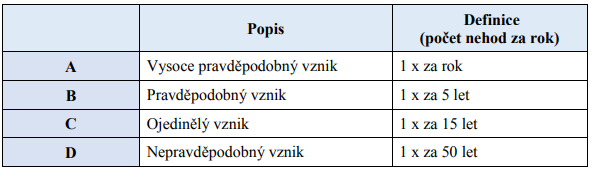 Popis Definice
(počet nehod za rok)
A Vysoce pravděpodobný vznik 1 x za rok
B Pravděpodobný vznik 1 x za 5 let
C Ojedinělý vznik 1 x za 15 let
D Nepravděpodobný vznik 1 x za 50 let